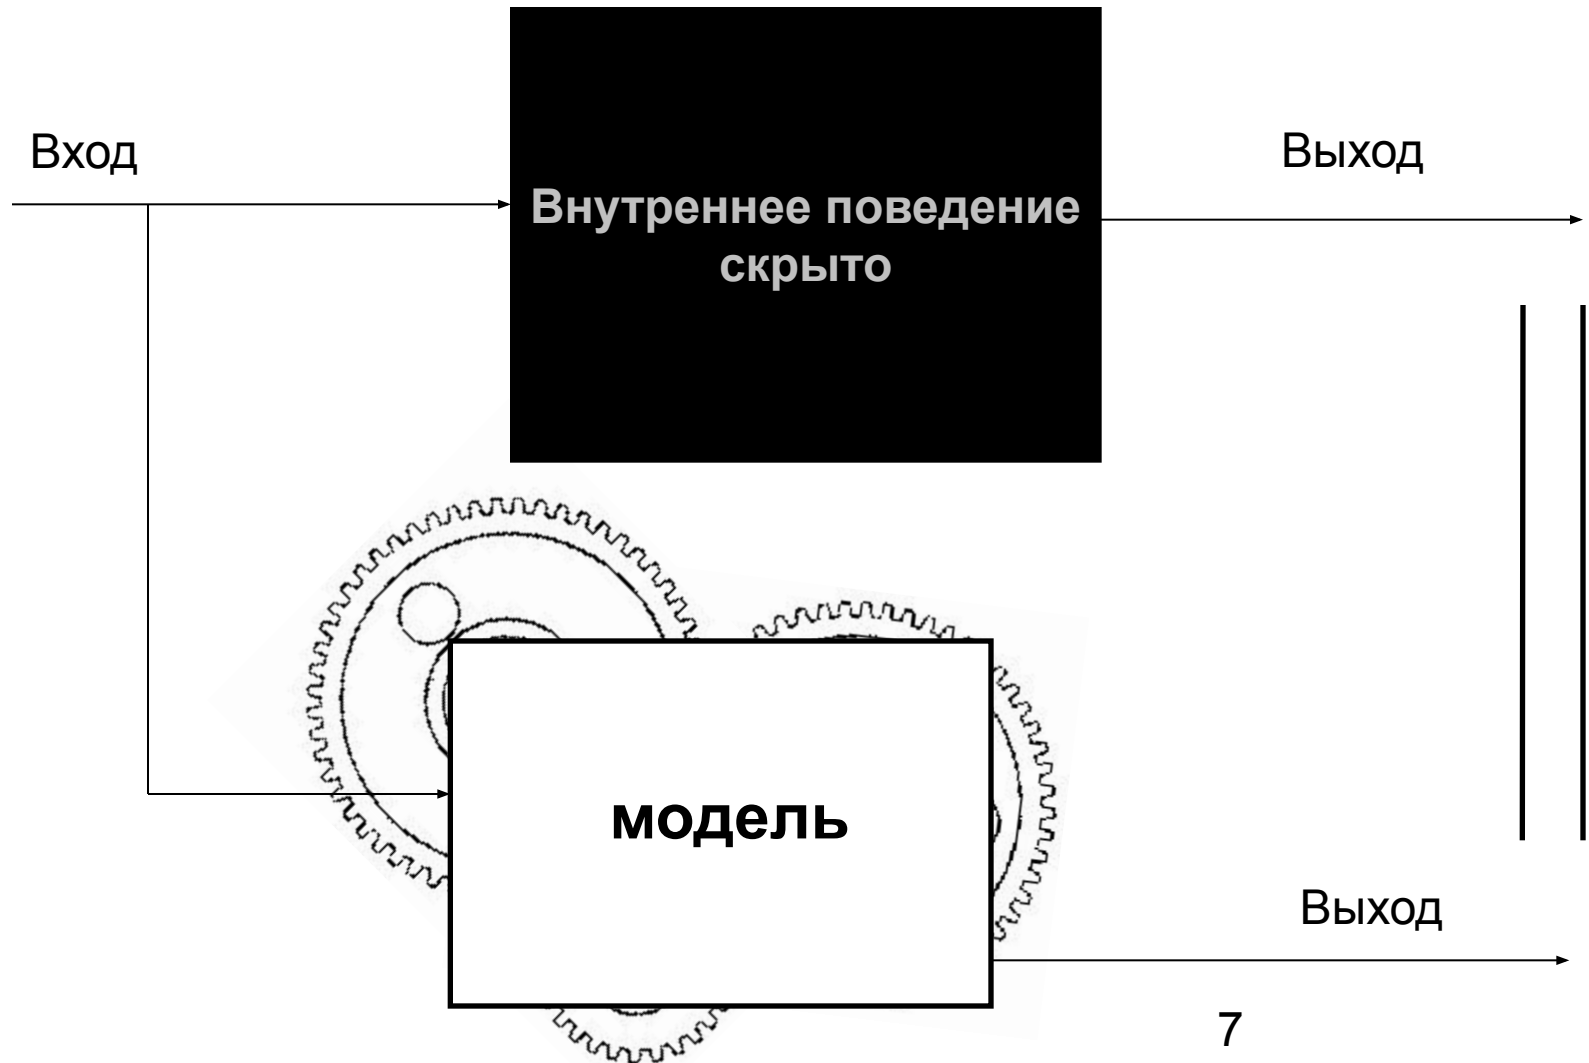 Вход
Выход
Внутреннее поведение
скрыто
модель
Выход
7